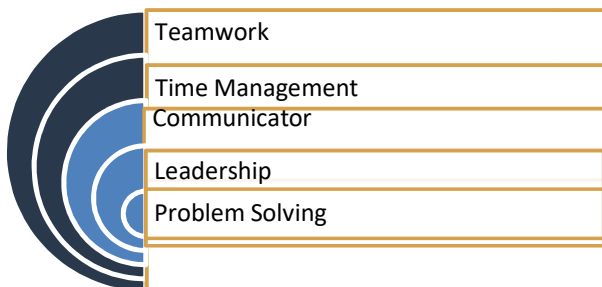 Teamwork
Time Management
Communicator
Leadership
Problem Solving